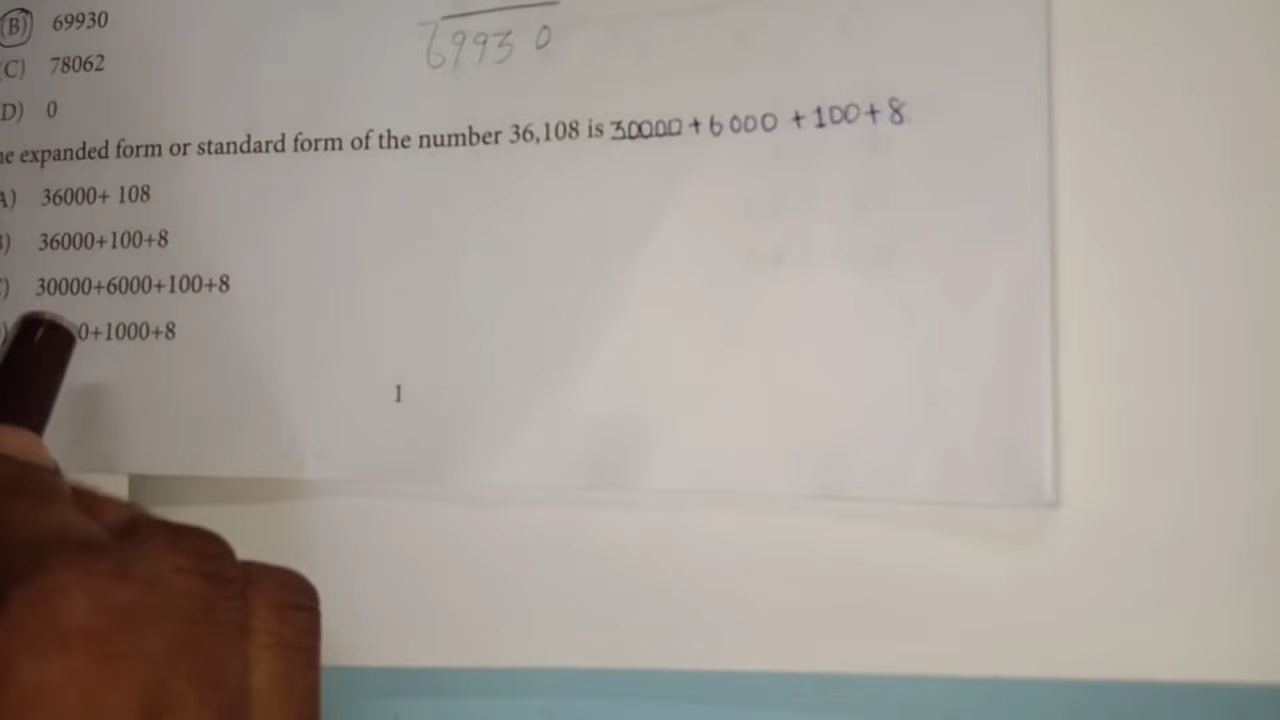 (B) 69930
69930
(C) 78062
D) 0
expanded form or standard form of the number 36,108 is 30000+6000+100+8
A) 36000+ 108
) 36000+100+8
) 30000+6000+100+8
0+1000+8
1